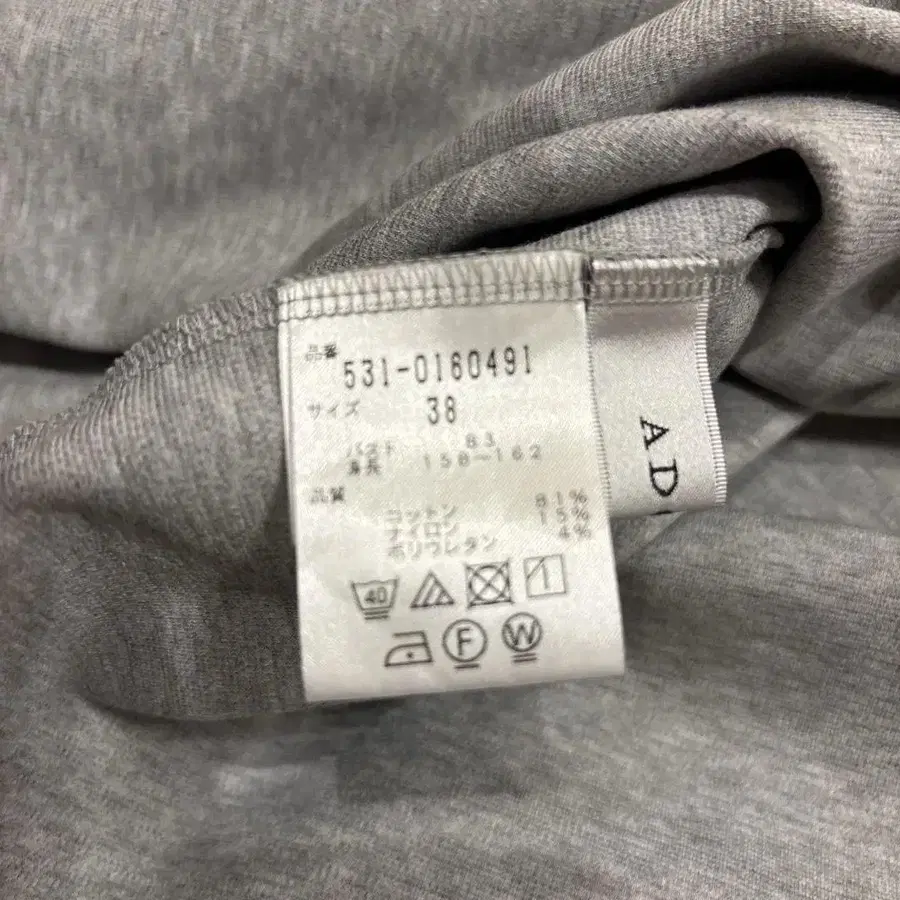 品番
531-0160491
サイズ 38
バスト 83
身長 156~162
品質
コットン 81%
ナイロン 15%
ポリウレタン 4%
40
F W
AD